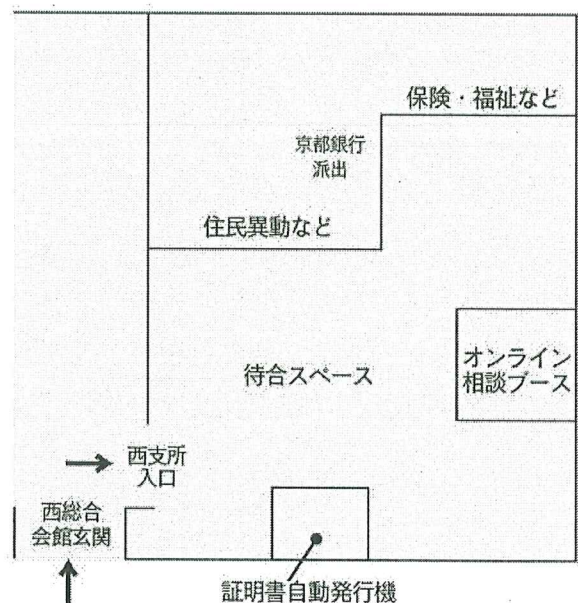 保険・福祉など
京都銀行
派出
住民異動など
待合スペース
オンライン
相談ブース
西支所
入口
西総合
会館玄関
証明書自動発行機